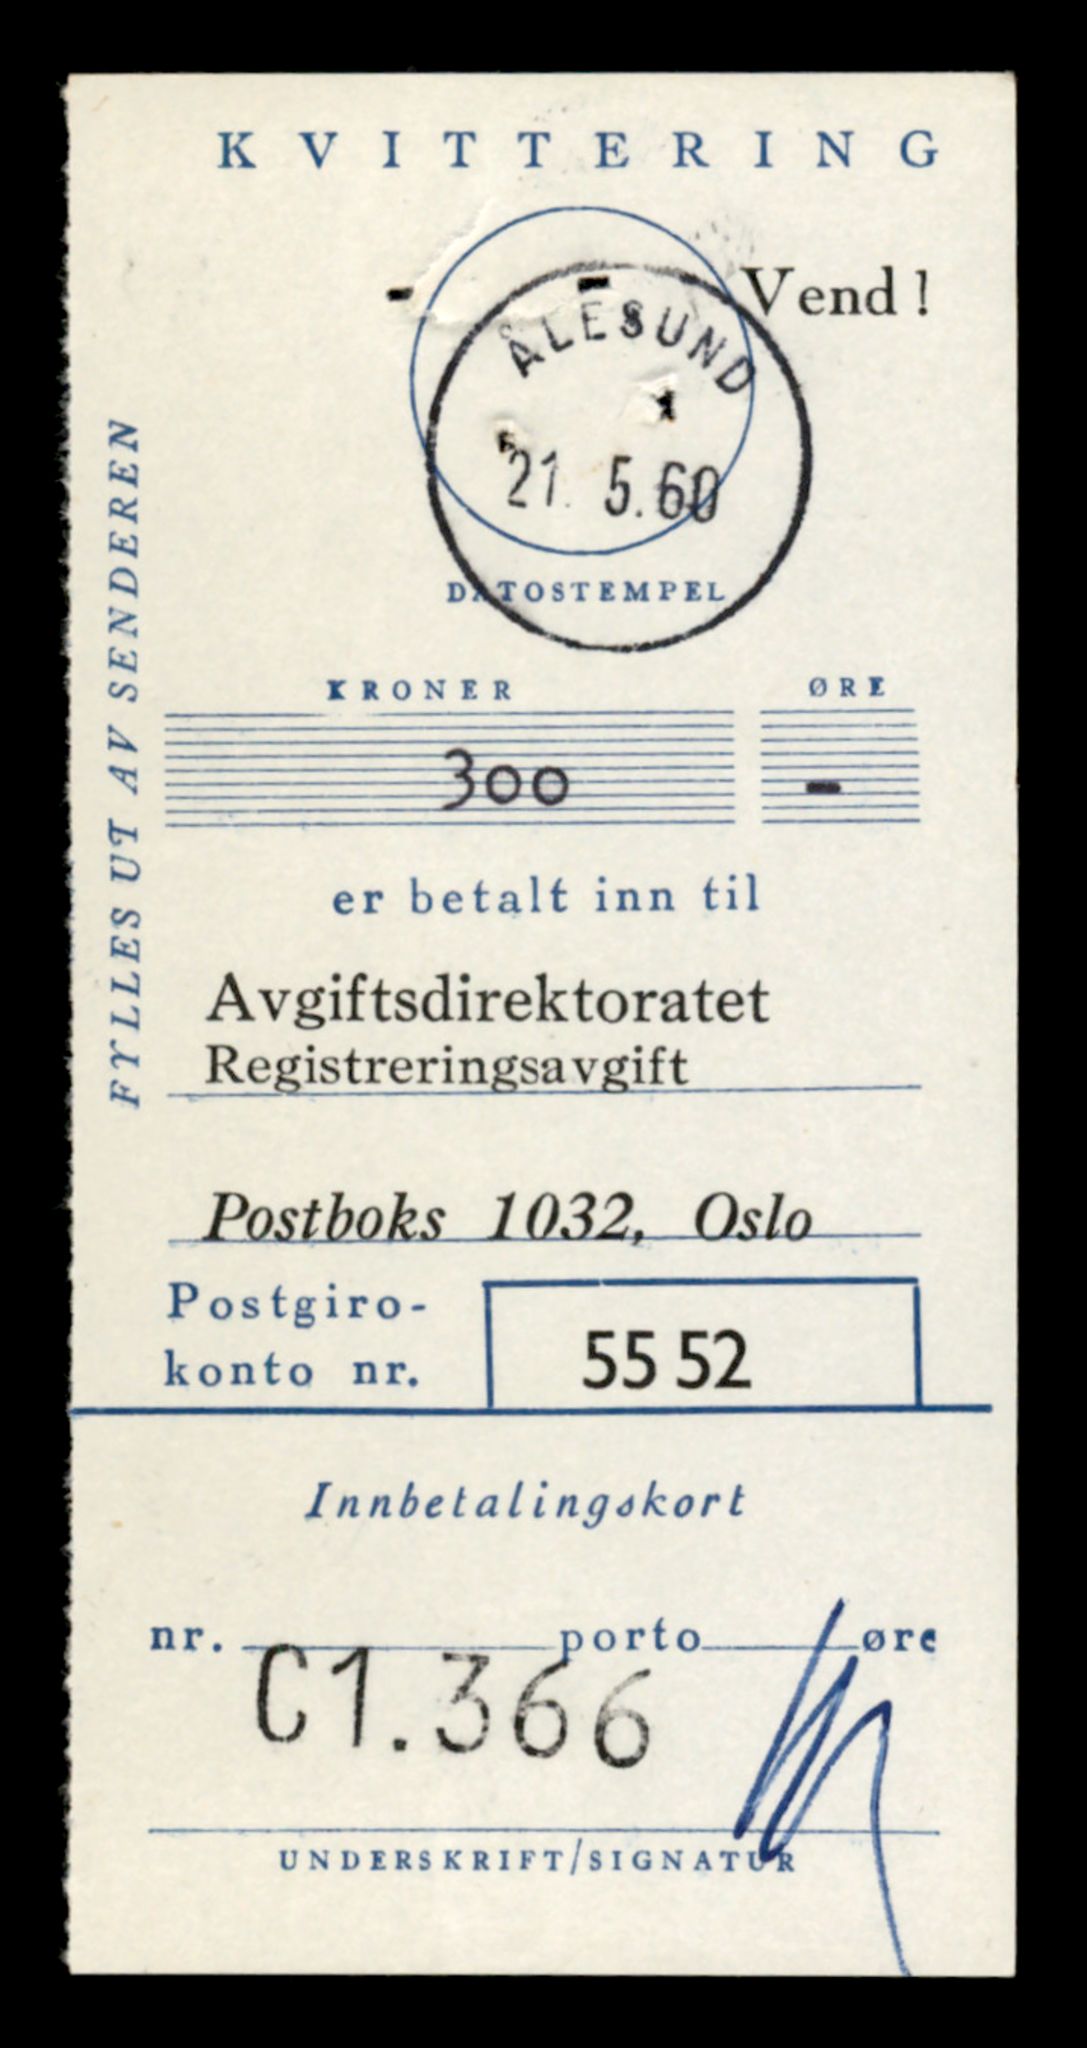 KVITTERING
Vend!
ÅLESUND
21. 5.60
DATOSTEMPEL
FYLLES UT AV SENDEREN
KRONER ØRE
300 -
er betalt inn til
Avgiftsdirektoratet
Registreringsavgift
Postboks 1032, Oslo
Postgiro-
konto nr. 55 52
Innbetalingskort
nr. porto øre
C1.366
UNDERSKRIFT/SIGNATUR